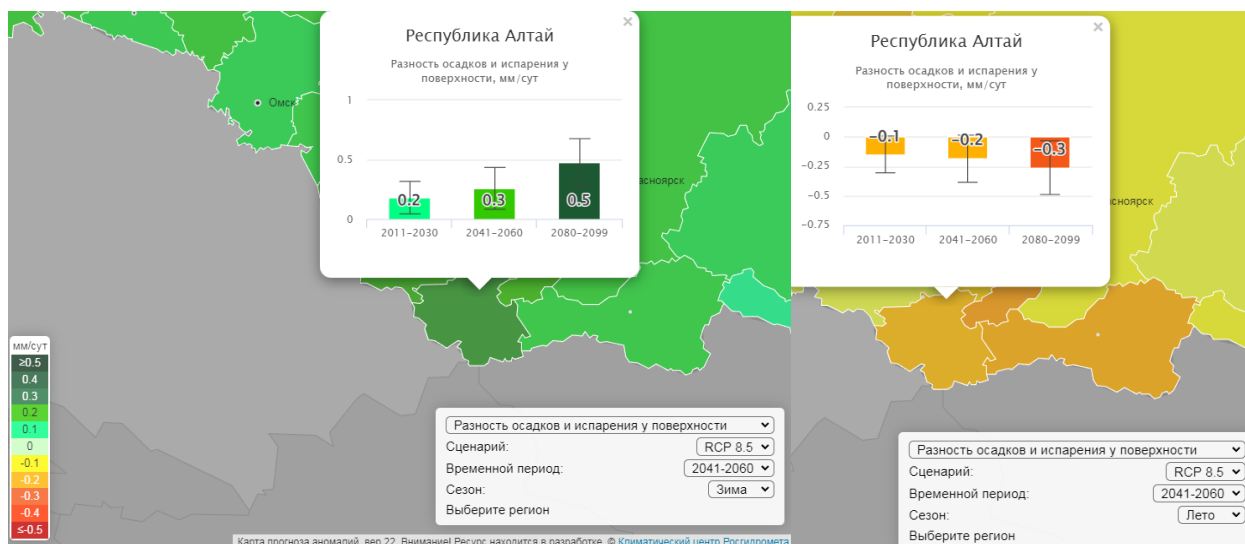 Омск
×
Республика Алтай
Разность осадков и испарения у
поверхности, мм/сут
1
0.5
0
0.2
0.3
0.5
2011-2030
2041-2060
2080-2099
асноярск
мм/сут
≥0.5
0.4
0.3
0.2
0.1
0
-0.1
-0.2
-0.3
-0.4
≤-0.5
Разность осадков и испарения у поверхности
Сценарий:
RCP 8.5
Временной период:
2041-2060
Сезон:
Зима
Выберите регион
Карта прогноза аномалий, вер.22. Внимание! Ресурс находится в разработке. © Климатический центр Росгидромета
×
Республика Алтай
Разность осадков и испарения у
поверхности, мм/сут
0.25
0
-0.25
-0.5
-0.75
-0.1
-0.2
-0.3
2011-2030
2041-2060
2080-2099
сноярск
Разность осадков и испарения у поверхности
Сценарий:
RCP 8.5
Временной период:
2041-2060
Сезон:
Лето
Выберите регион